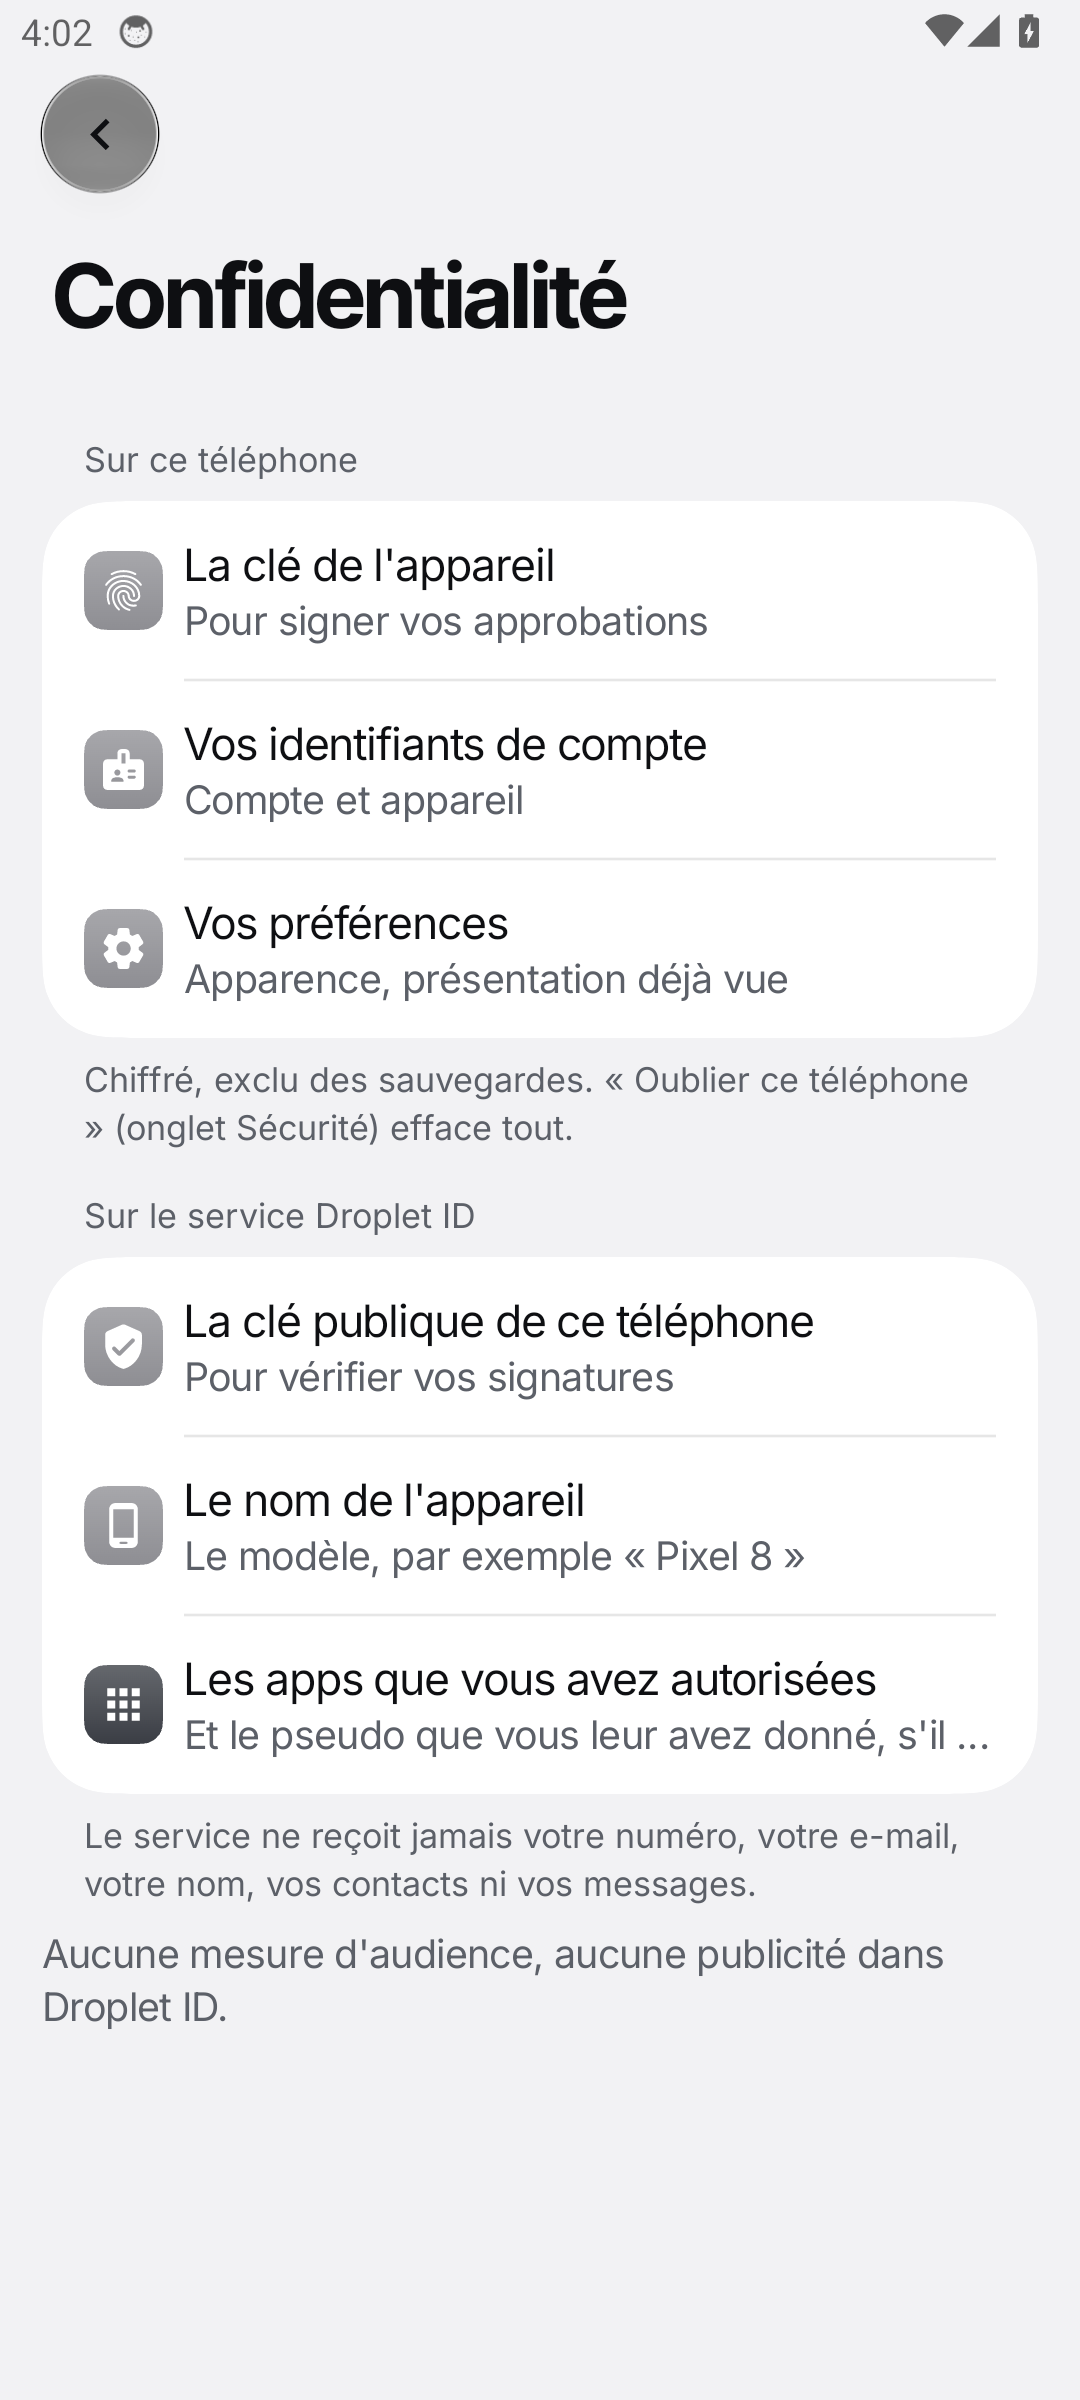 4:02
Confidentialité
Sur ce téléphone
La clé de l'appareil
Pour signer vos approbations
Vos identifiants de compte
Compte et appareil
Vos préférences
Apparence, présentation déjà vue
Chiffré, exclu des sauvegardes. « Oublier ce téléphone
» (onglet Sécurité) efface tout.
Sur le service Droplet ID
La clé publique de ce téléphone
Pour vérifier vos signatures
Le nom de l'appareil
Le modèle, par exemple « Pixel 8 »
Les apps que vous avez autorisées
Et le pseudo que vous leur avez donné, s'il ...
Le service ne reçoit jamais votre numéro, votre e-mail,
votre nom, vos contacts ni vos messages.
Aucune mesure d'audience, aucune publicité dans
Droplet ID.